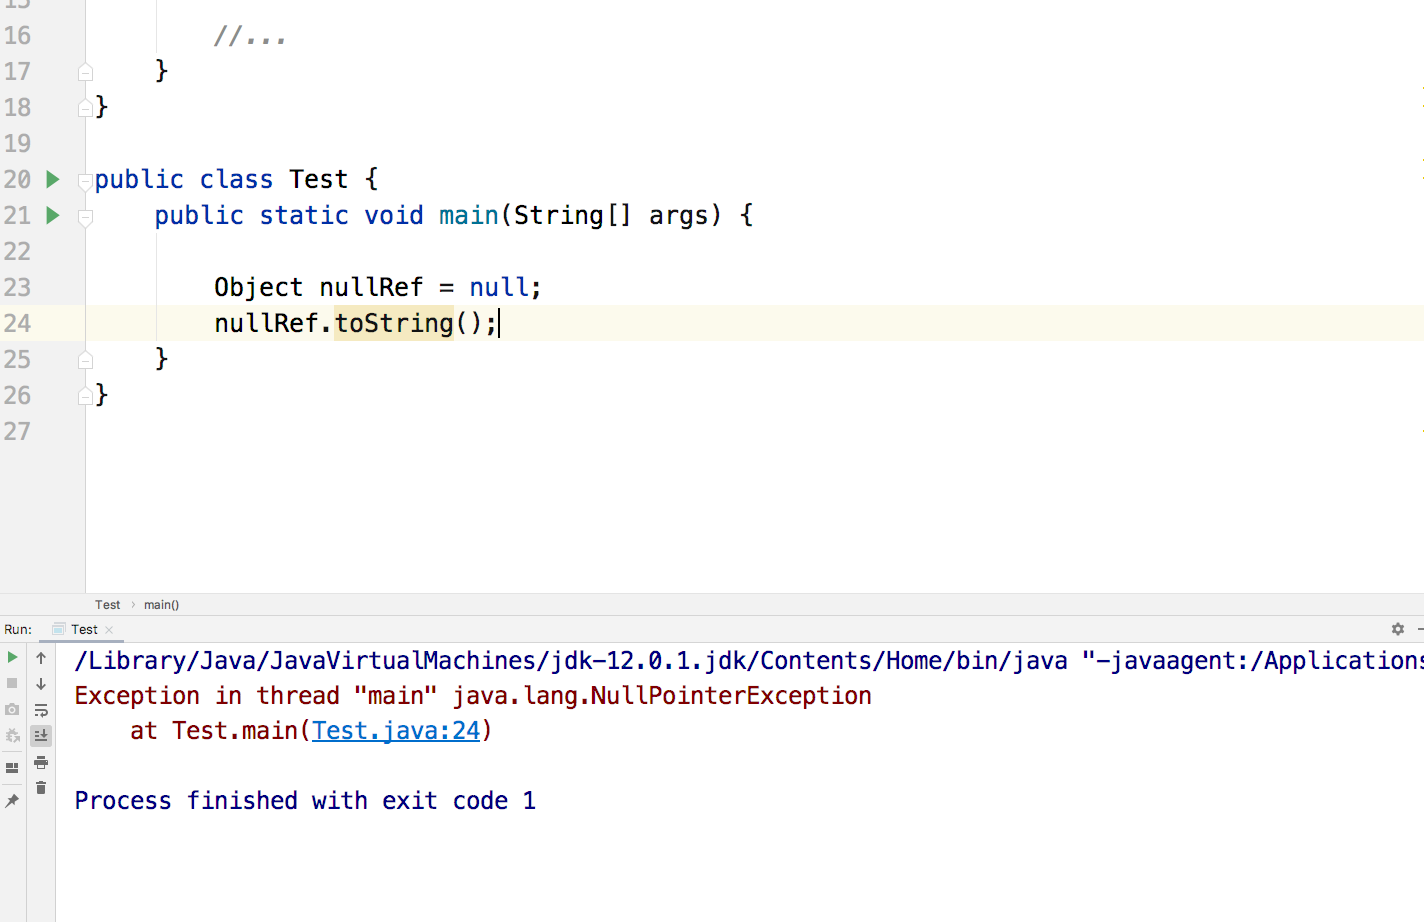 15
16 //...
17 }
18 }
19
20 public class Test {
21 public static void main(String[] args) {
22
23 Object nullRef = null;
24 nullRef.toString();
25 }
26 }
27
Test › main()
Run: Test ×
/Library/Java/JavaVirtualMachines/jdk-12.0.1.jdk/Contents/Home/bin/java "-javaagent:/Applications
Exception in thread "main" java.lang.NullPointerException
at Test.main(Test.java:24)
Process finished with exit code 1